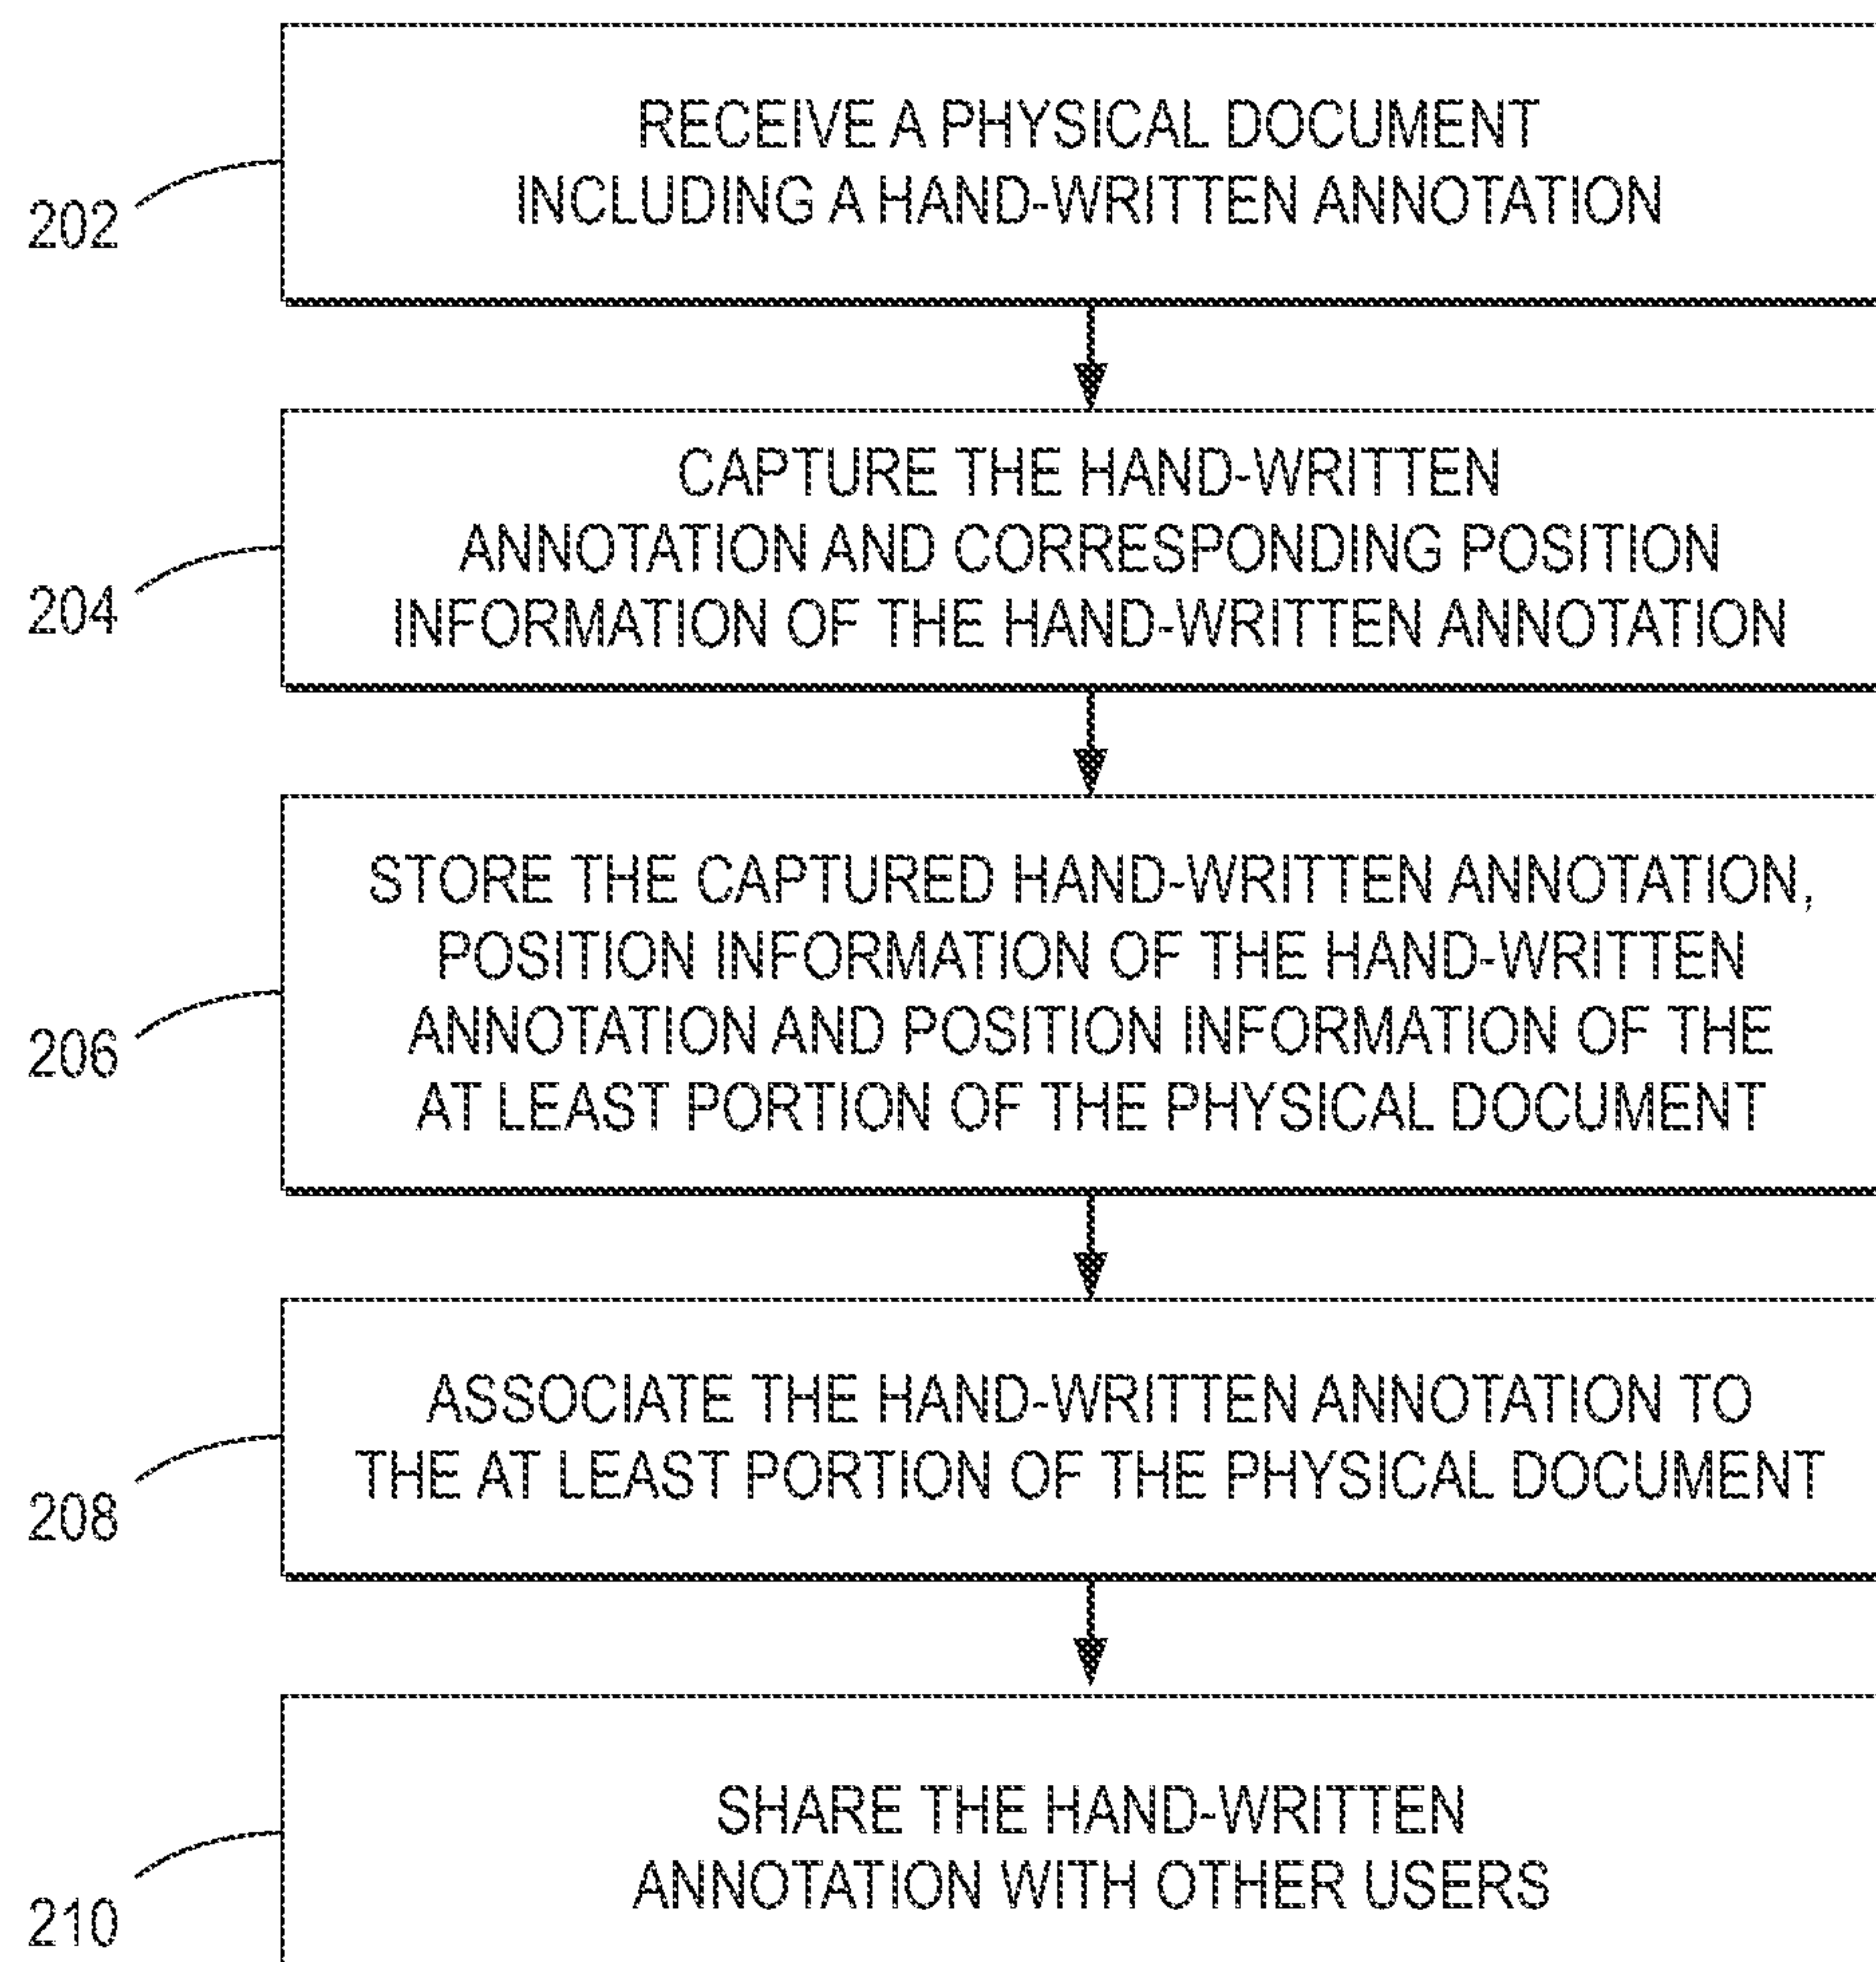 RECEIVE A PHYSICAL DOCUMENT
INCLUDING A HAND-WRITTEN ANNOTATION
202
CAPTURE THE HAND-WRITTEN
ANNOTATION AND CORRESPONDING POSITION
INFORMATION OF THE HAND-WRITTEN ANNOTATION
204
STORE THE CAPTURED HAND-WRITTEN ANNOTATION,
POSITION INFORMATION OF THE HAND-WRITTEN
ANNOTATION AND POSITION INFORMATION OF THE
AT LEAST PORTION OF THE PHYSICAL DOCUMENT
206
ASSOCIATE THE HAND-WRITTEN ANNOTATION TO
THE AT LEAST PORTION OF THE PHYSICAL DOCUMENT
208
SHARE THE HAND-WRITTEN
ANNOTATION WITH OTHER USERS
210